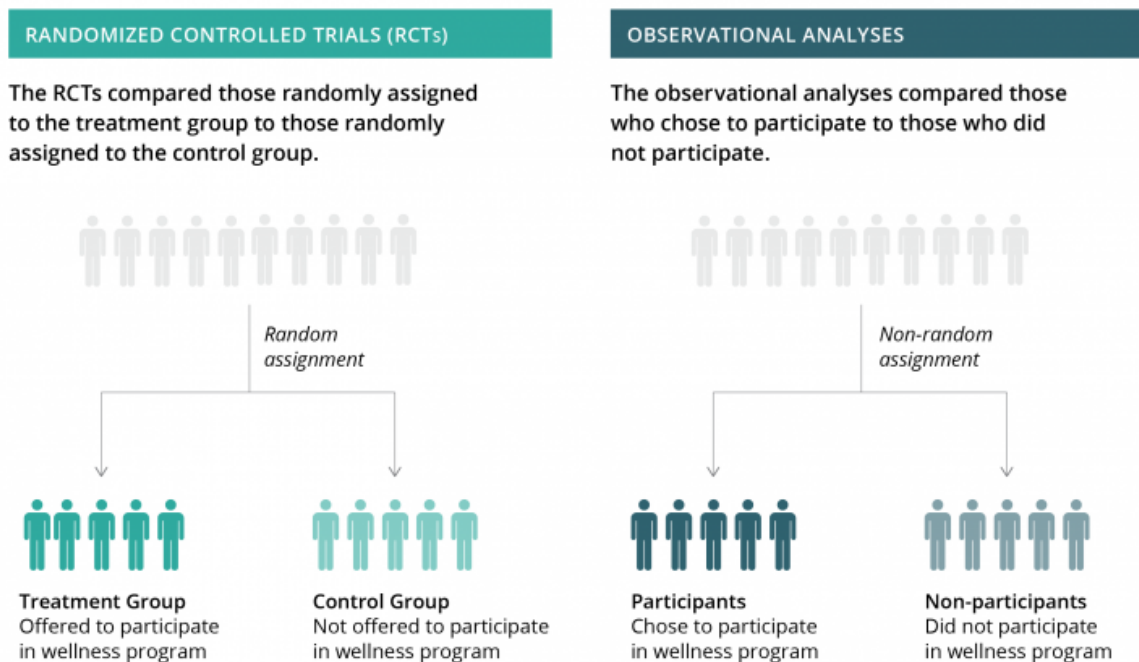 RANDOMIZED CONTROLLED TRIALS (RCTs)
The RCTs compared those randomly assigned
to the treatment group to those randomly
assigned to the control group.
Random
assignment
Treatment Group
Offered to participate
in wellness program
Control Group
Not offered to participate
in wellness program
OBSERVATIONAL ANALYSES
The observational analyses compared those
who chose to participate to those who did
not participate.
Non-random
assignment
Participants
Chose to participate
in wellness program
Non-participants
Did not participate
in wellness program